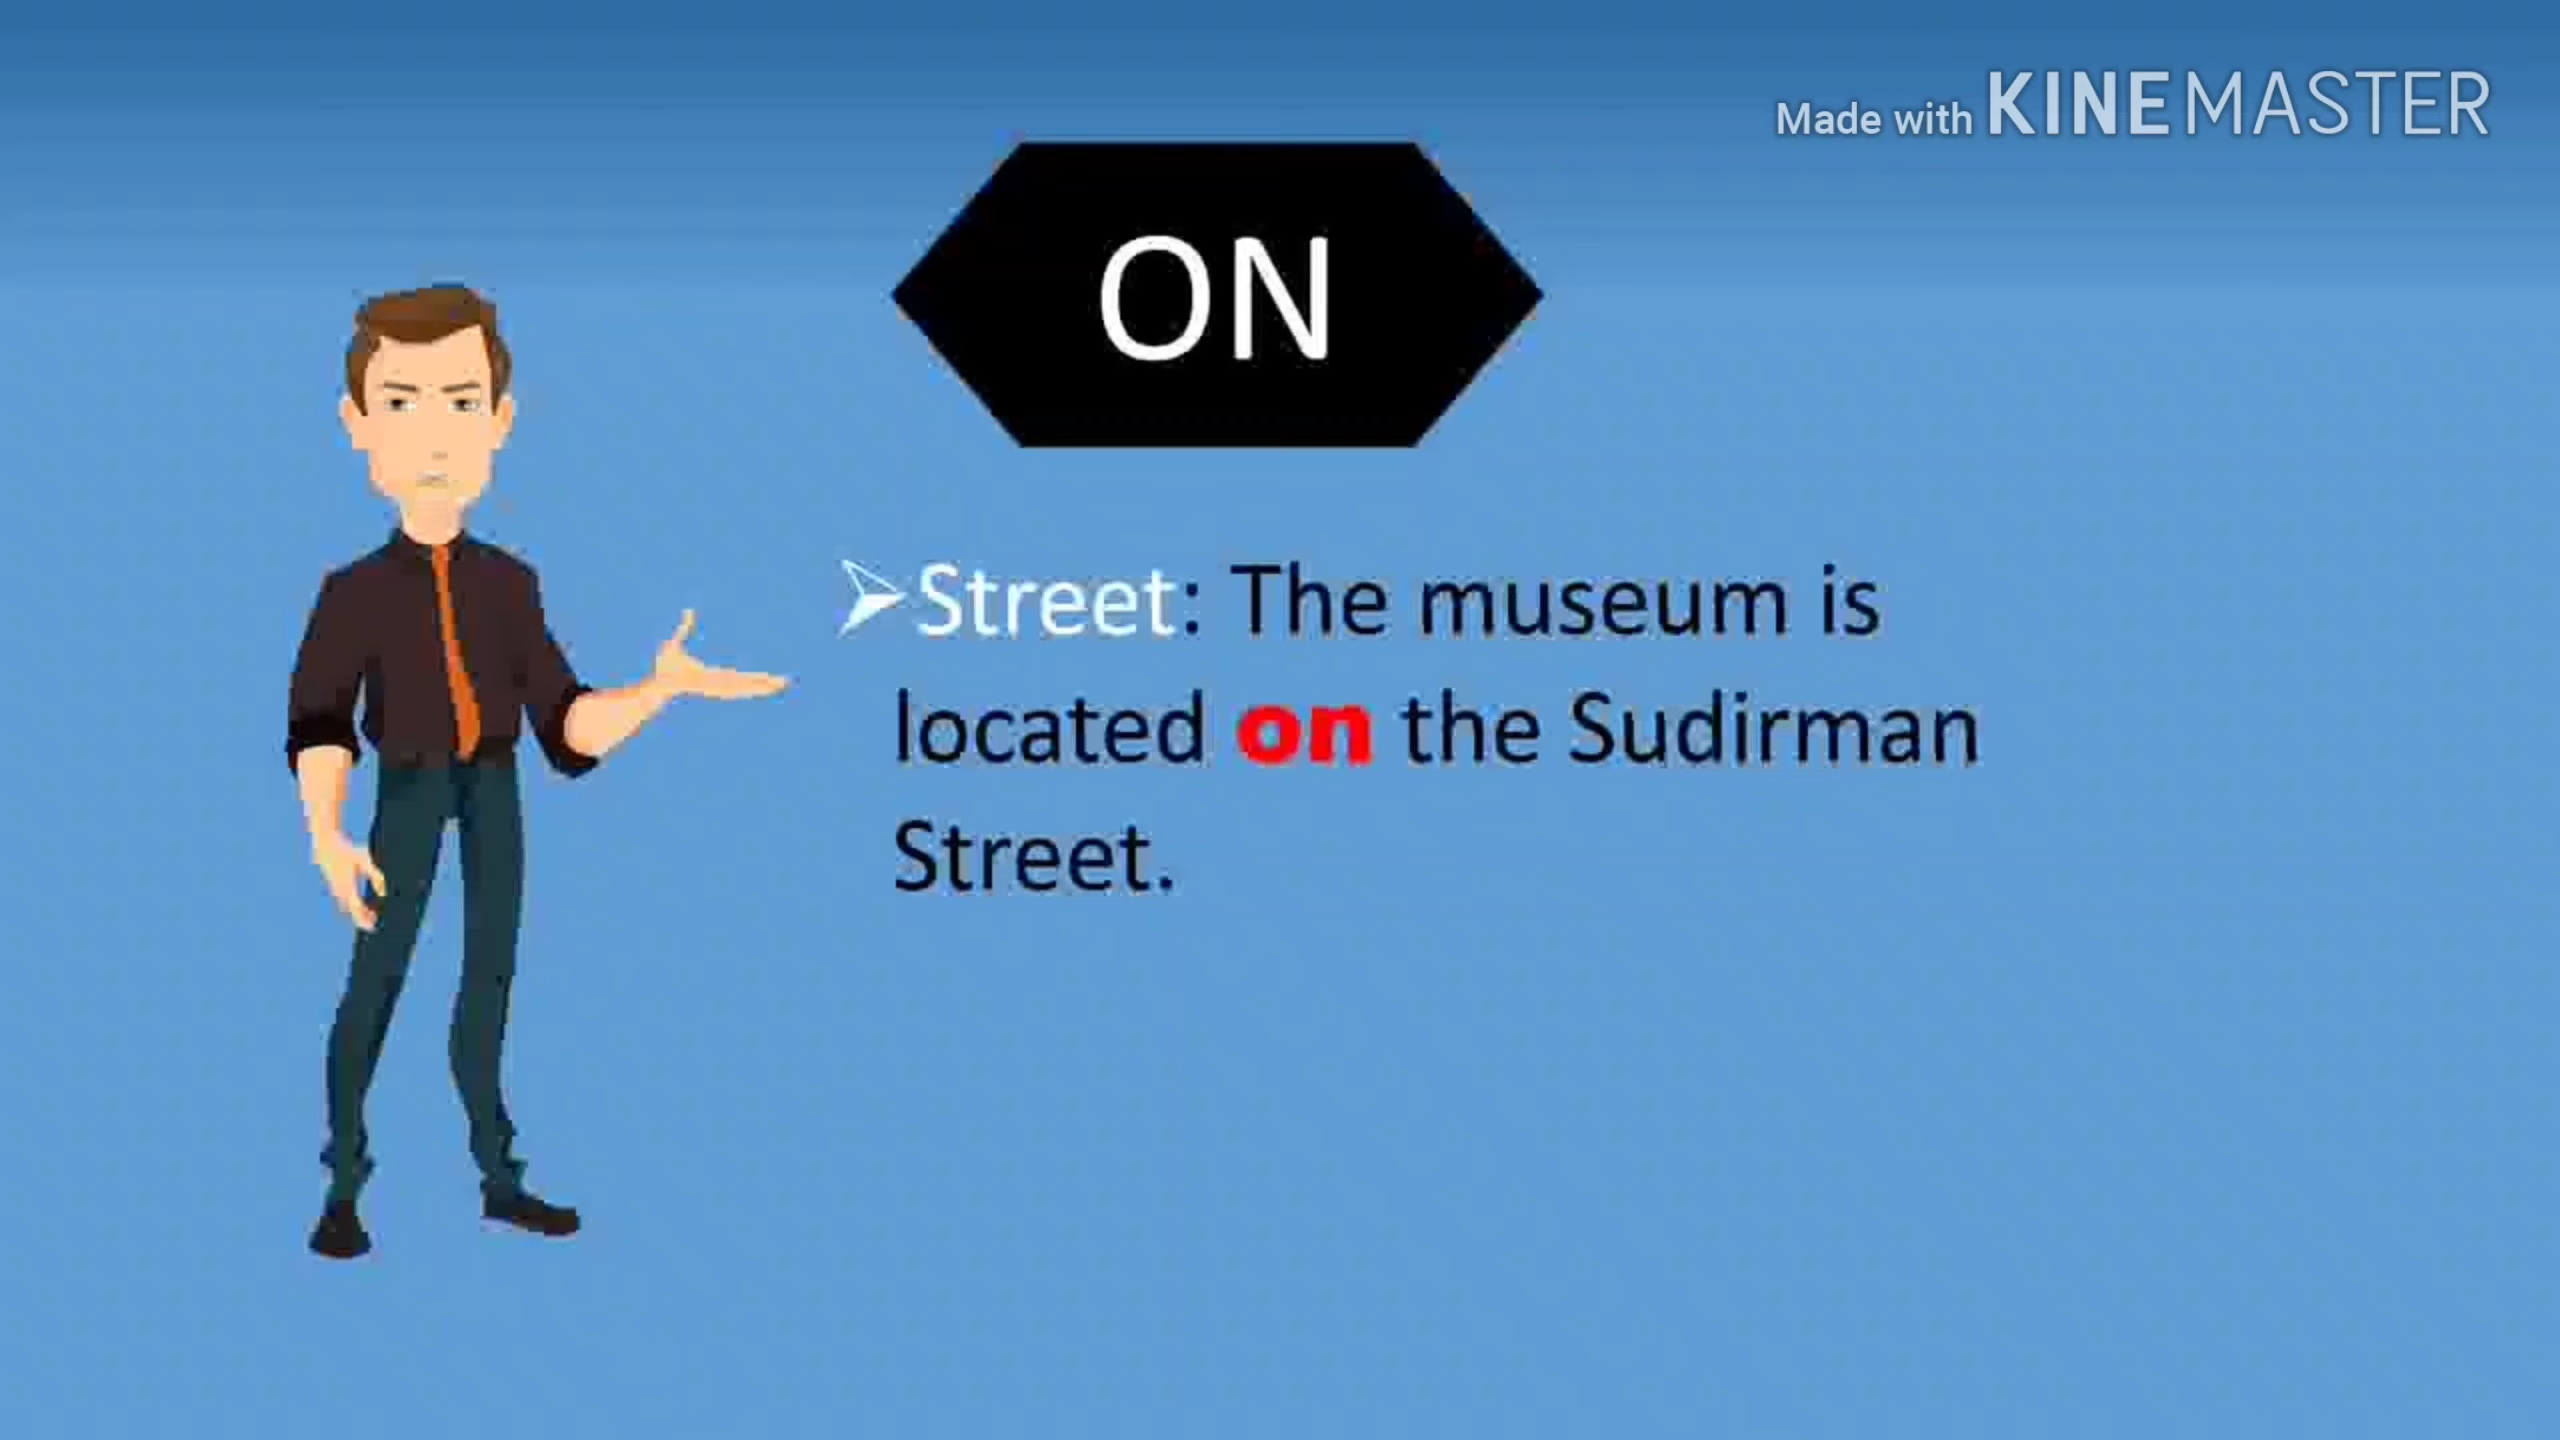 Made with KINEMASTER
ON
Street: The museum is
located on the Sudirman
Street.